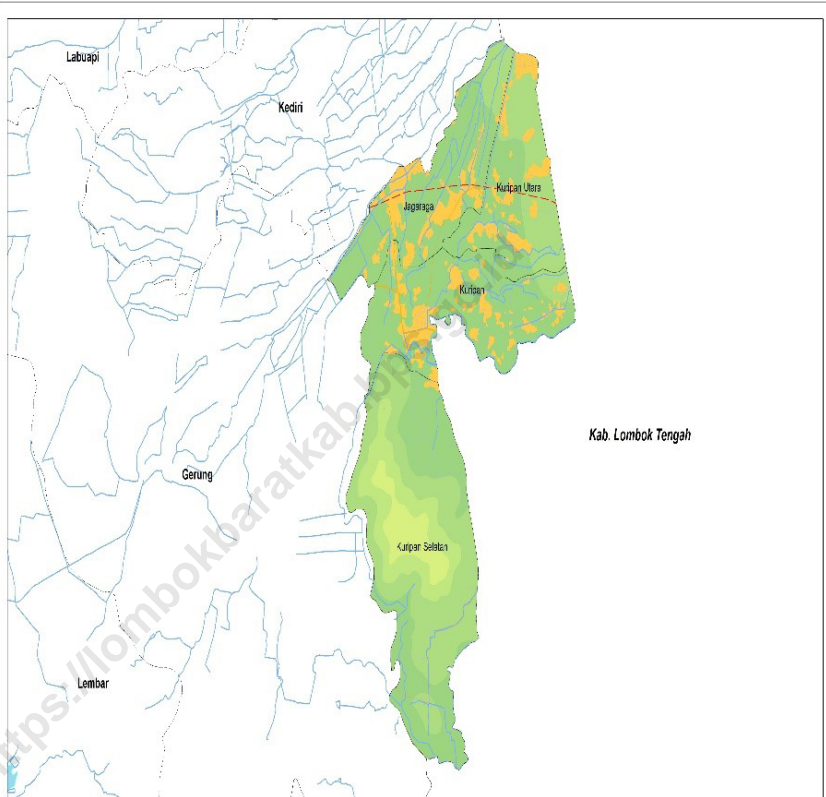 Labuapi
Kediri
Kuripan Utara
Jagaraga
Kuripan
Kab. Lombok Tengah
Gerung
Kuripan Selatan
Lembar
https://lombokbaratkab.bps.go.id